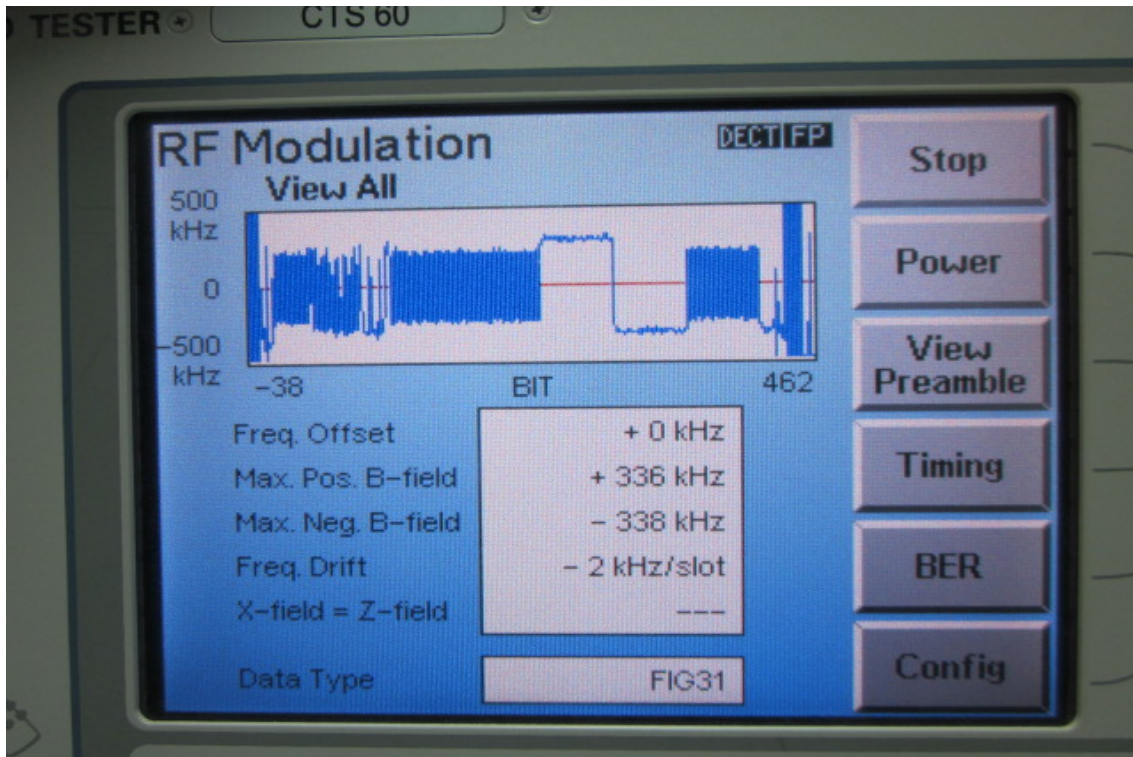 TESTER CTS 60
RF Modulation DECT FP
View All
500
kHz
0
-500
kHz
-38 BIT 462
Freq. Offset + 0 kHz
Max. Pos. B-field + 336 kHz
Max. Neg. B-field - 338 kHz
Freq. Drift - 2 kHz/slot
X-field = Z-field ---
Data Type FIG31
Stop
Power
View
Preamble
Timing
BER
Config